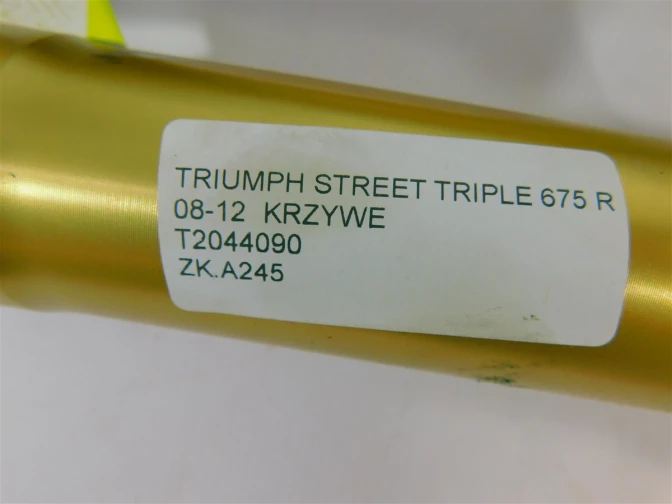 TRIUMPH STREET TRIPLE 675 R
08-12 KRZYWE
T2044090
ZK.A245